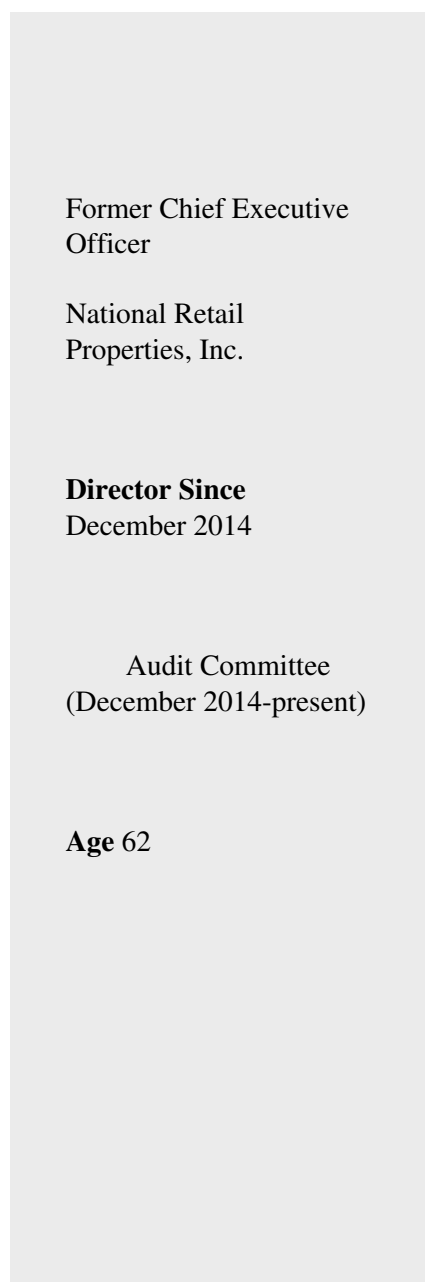 Former Chief Executive
Officer
National Retail
Properties, Inc.
Director Since
December 2014
Audit Committee
(December 2014-present)
Age 62